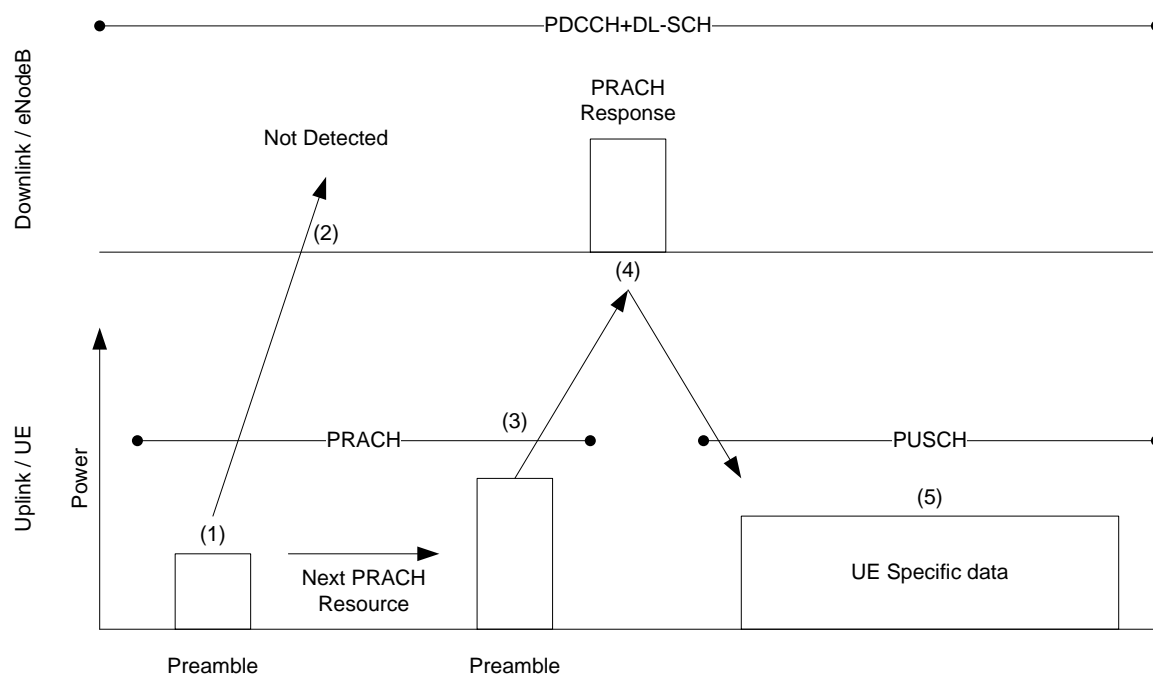 PDCCH+DL-SCH
Downlink / eNodeB
PRACH
Response
Not Detected
(2)
(4)
Uplink / UE
Power
PRACH
(3)
PUSCH
(1)
(5)
Next PRACH
Resource
UE Specific data
Preamble
Preamble